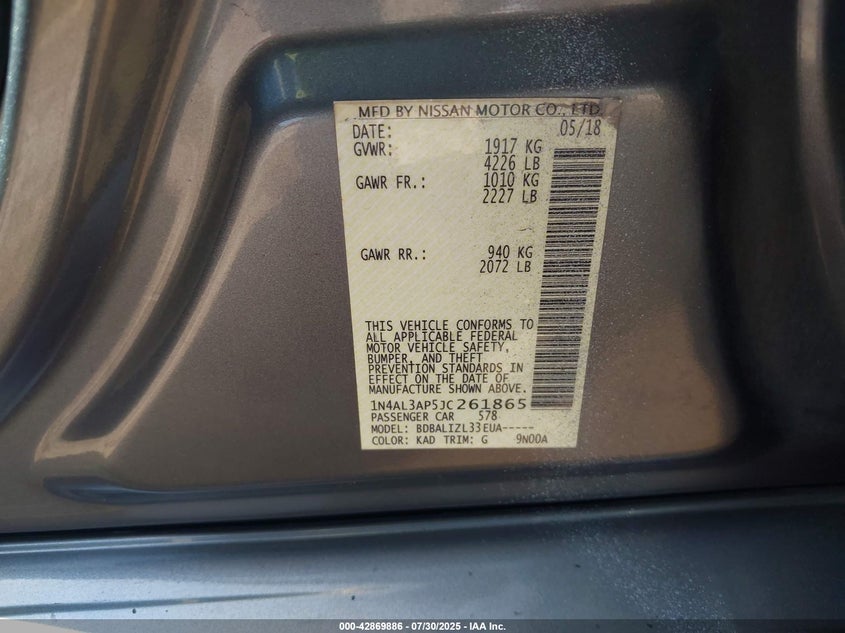 MFD BY NISSAN MOTOR CO., LTD.
DATE: 05/18
GVWR: 1917 KG
4226 LB
GAWR FR.: 1010 KG
2227 LB
GAWR RR.: 940 KG
2072 LB
THIS VEHICLE CONFORMS TO
ALL APPLICABLE FEDERAL
MOTOR VEHICLE SAFETY,
BUMPER, AND THEFT
PREVENTION STANDARDS IN
EFFECT ON THE DATE OF
MANUFACTURE SHOWN ABOVE.
1N4AL3AP5JC261865
PASSENGER CAR 578
MODEL: BDBALIZL33EUA-----
COLOR: KAD TRIM: G 9N00A
000-42869886 / 07/30/2025 - IAA Inc.